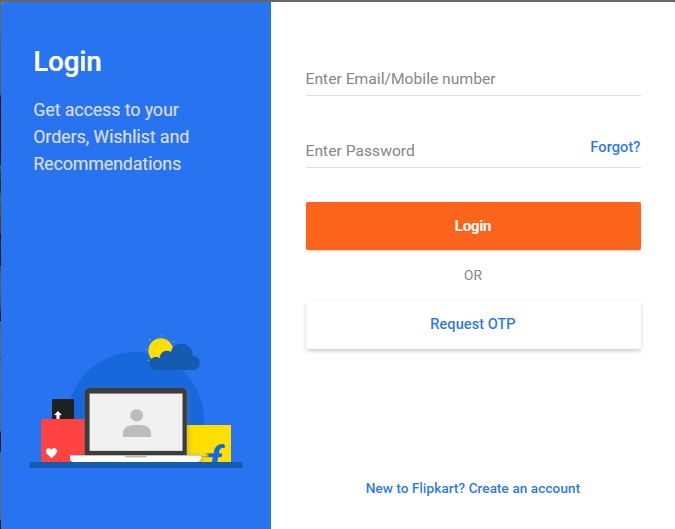 Login
Get access to your
Orders, Wishlist and
Recommendations
Enter Email/Mobile number
Enter Password
Forgot?
Login
OR
Request OTP
New to Flipkart? Create an account
f